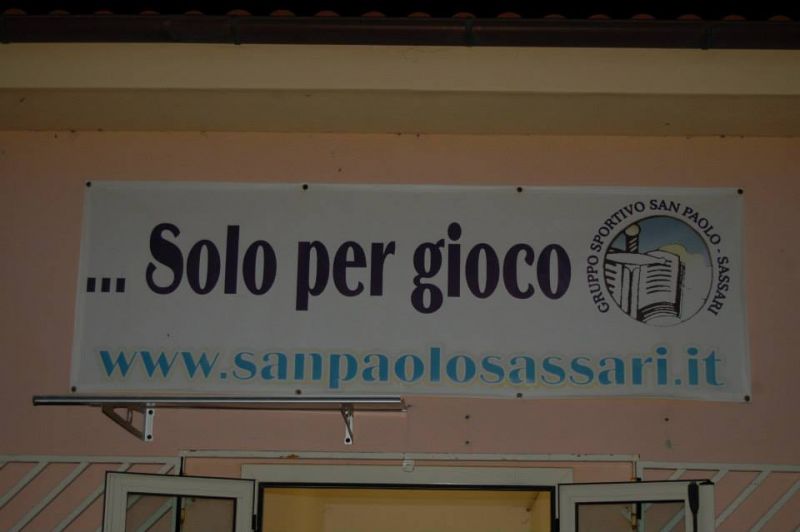 ... Solo per gioco
GRUPPO SPORTIVO SAN PAOLO - SASSARI
www.sanpaolosassari.it